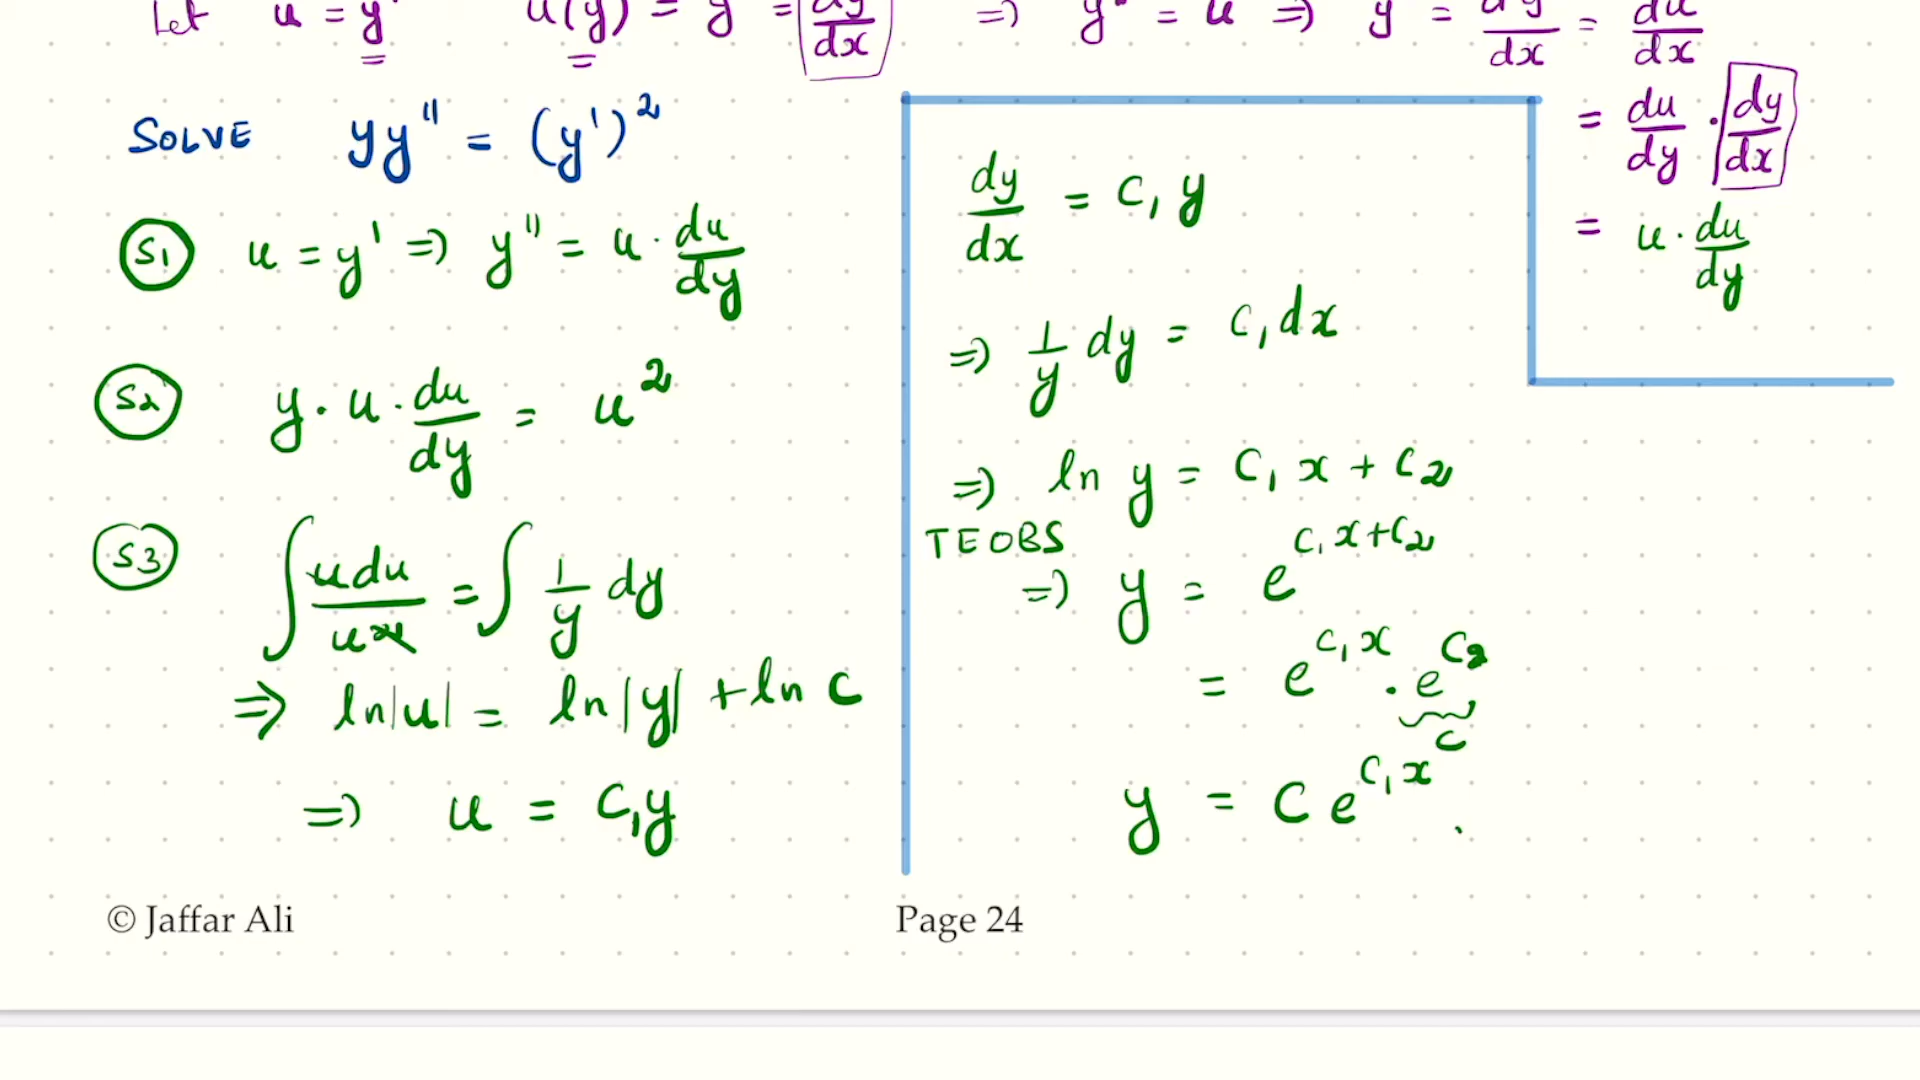 Let u = y' u(y) = y' = dy/dx ⇒ y' = u ⇒ y'' = dy'/dx = du/dx
= du/dy · dy/dx
= u · du/dy
SOLVE yy'' = (y')²
S1 u = y' ⇒ y'' = u · du/dy
S2 y · u · du/dy = u²
S3 ∫ u du/u² = ∫ 1/y dy
⇒ ln|u| = ln|y| + ln C
⇒ u = C₁y
dy/dx = C₁ y
⇒ 1/y dy = C₁ dx
⇒ ln y = C₁ x + C₂
TEOBS
⇒ y = e^(C₁x+C₂)
= e^(C₁x) · e^(C₂)
C
y = C e^(C₁x).
© Jaffar Ali
Page 24